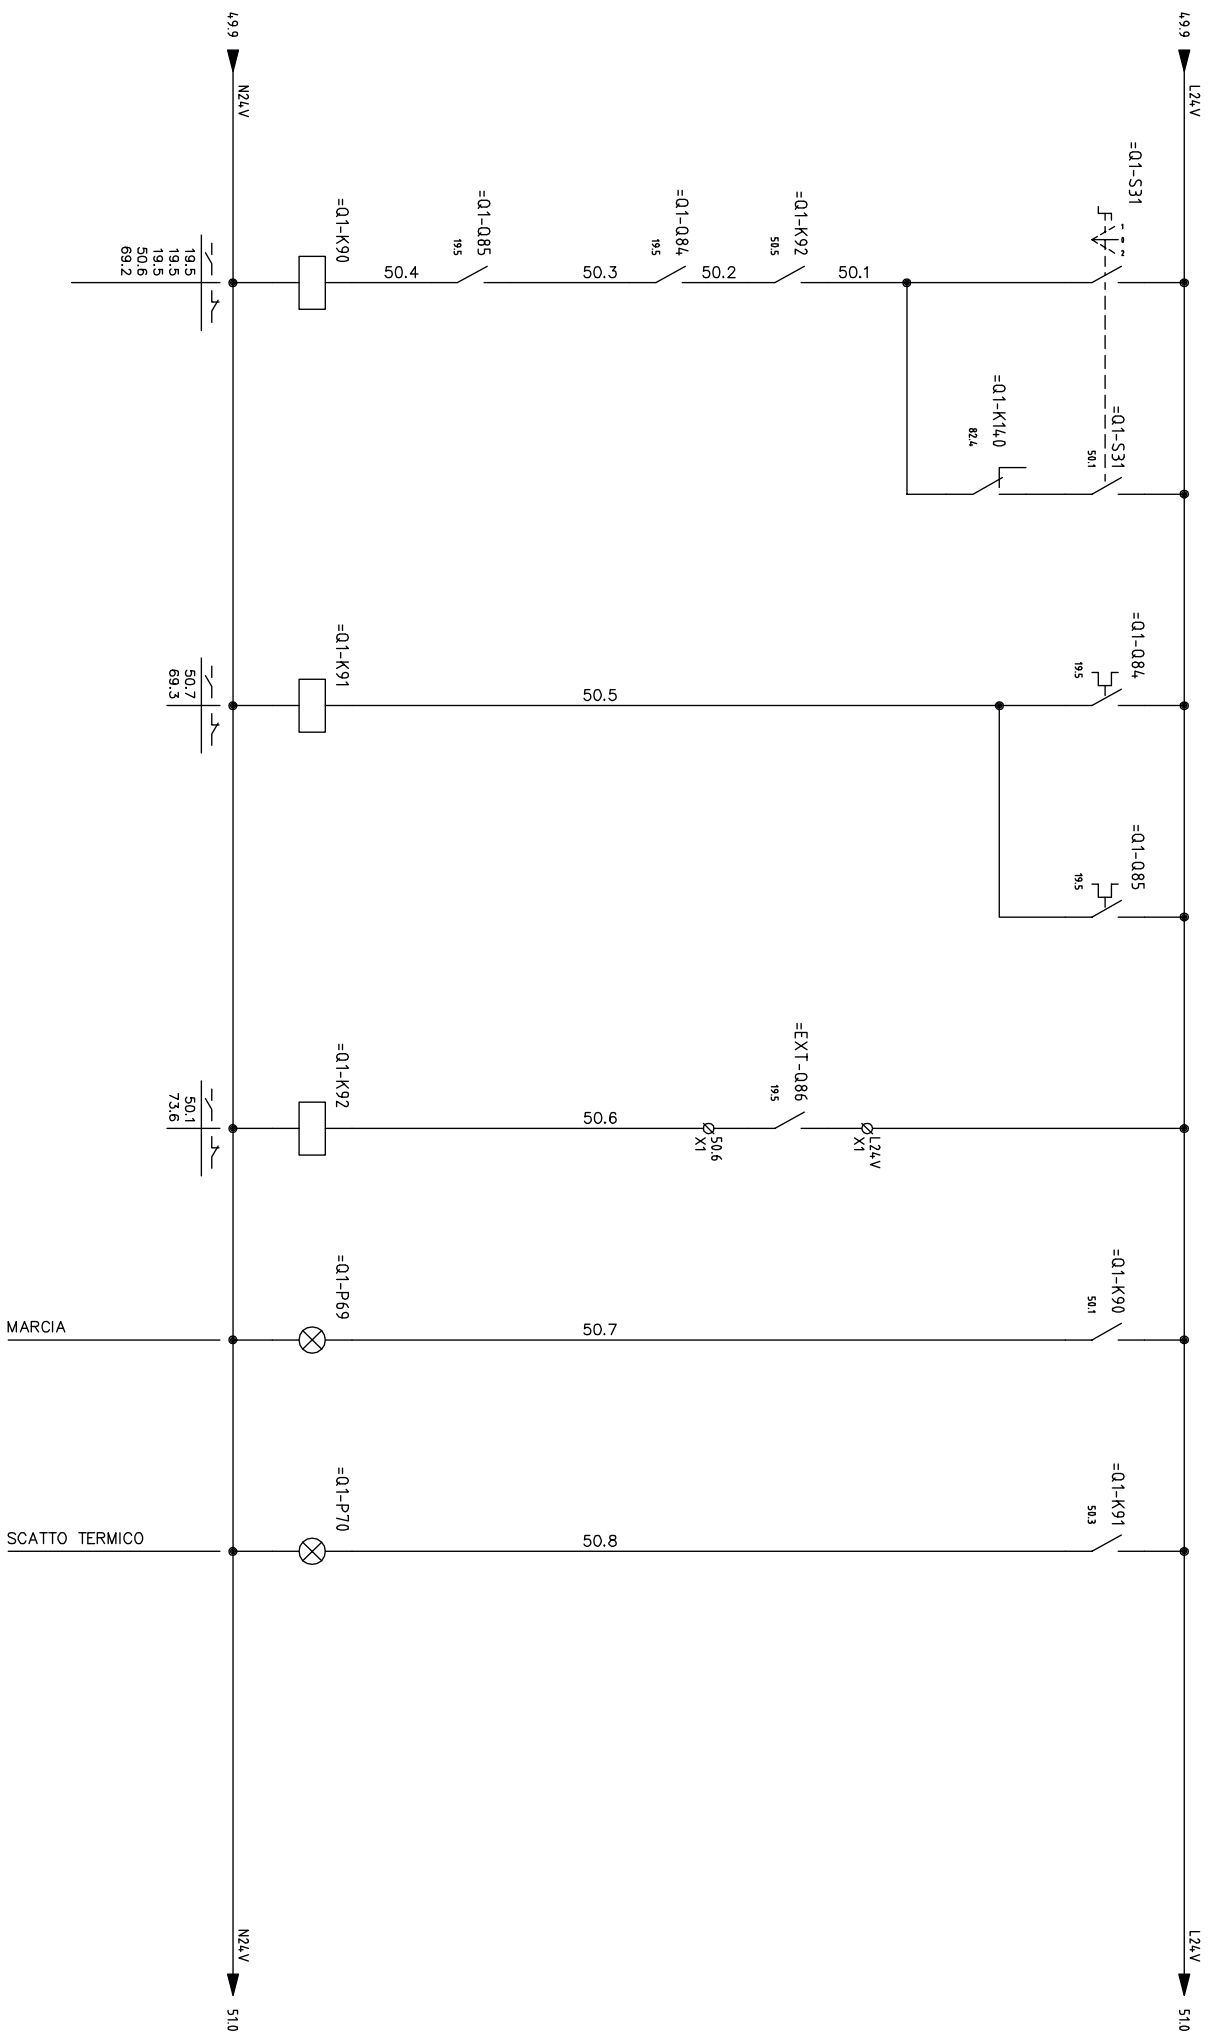 49.9
L24V
=Q1-S31
1
0
2
=Q1-S31
50.1
=Q1-K140
82.4
=Q1-Q84
19.5
=Q1-Q85
19.5
=Q1-K90
50.1
=Q1-K91
50.3
L24V
51.0
50.1
=Q1-K92
50.5
50.2
=Q1-Q84
19.5
50.3
=Q1-Q85
19.5
50.4
=Q1-K90
50.5
=Q1-K91
L24V
X1
=EXT-Q86
19.5
50.6
X1
50.6
=Q1-K92
50.7
=Q1-P69
50.8
=Q1-P70
49.9
N24V
N24V
51.0
19.5
19.5
19.5
50.6
69.2
50.7
69.3
50.1
73.6
MARCIA
SCATTO TERMICO